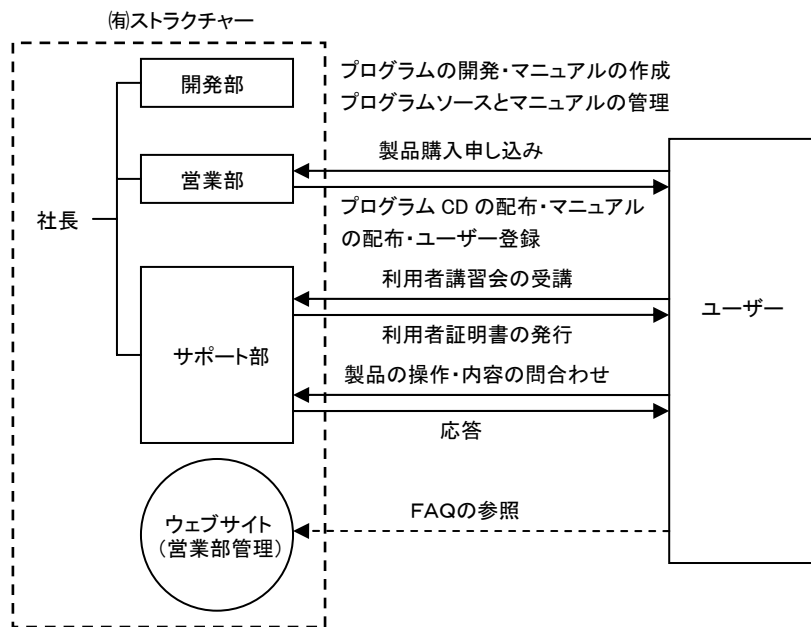 ㈲ストラクチャー
開発部
プログラムの開発・マニュアルの作成
プログラムソースとマニュアルの管理
製品購入申し込み
営業部
プログラム CD の配布・マニュアル
の配布・ユーザー登録
社長
利用者講習会の受講
ユーザー
利用者証明書の発行
サポート部
製品の操作・内容の問合わせ
応答
FAQの参照
ウェブサイト
（営業部管理）